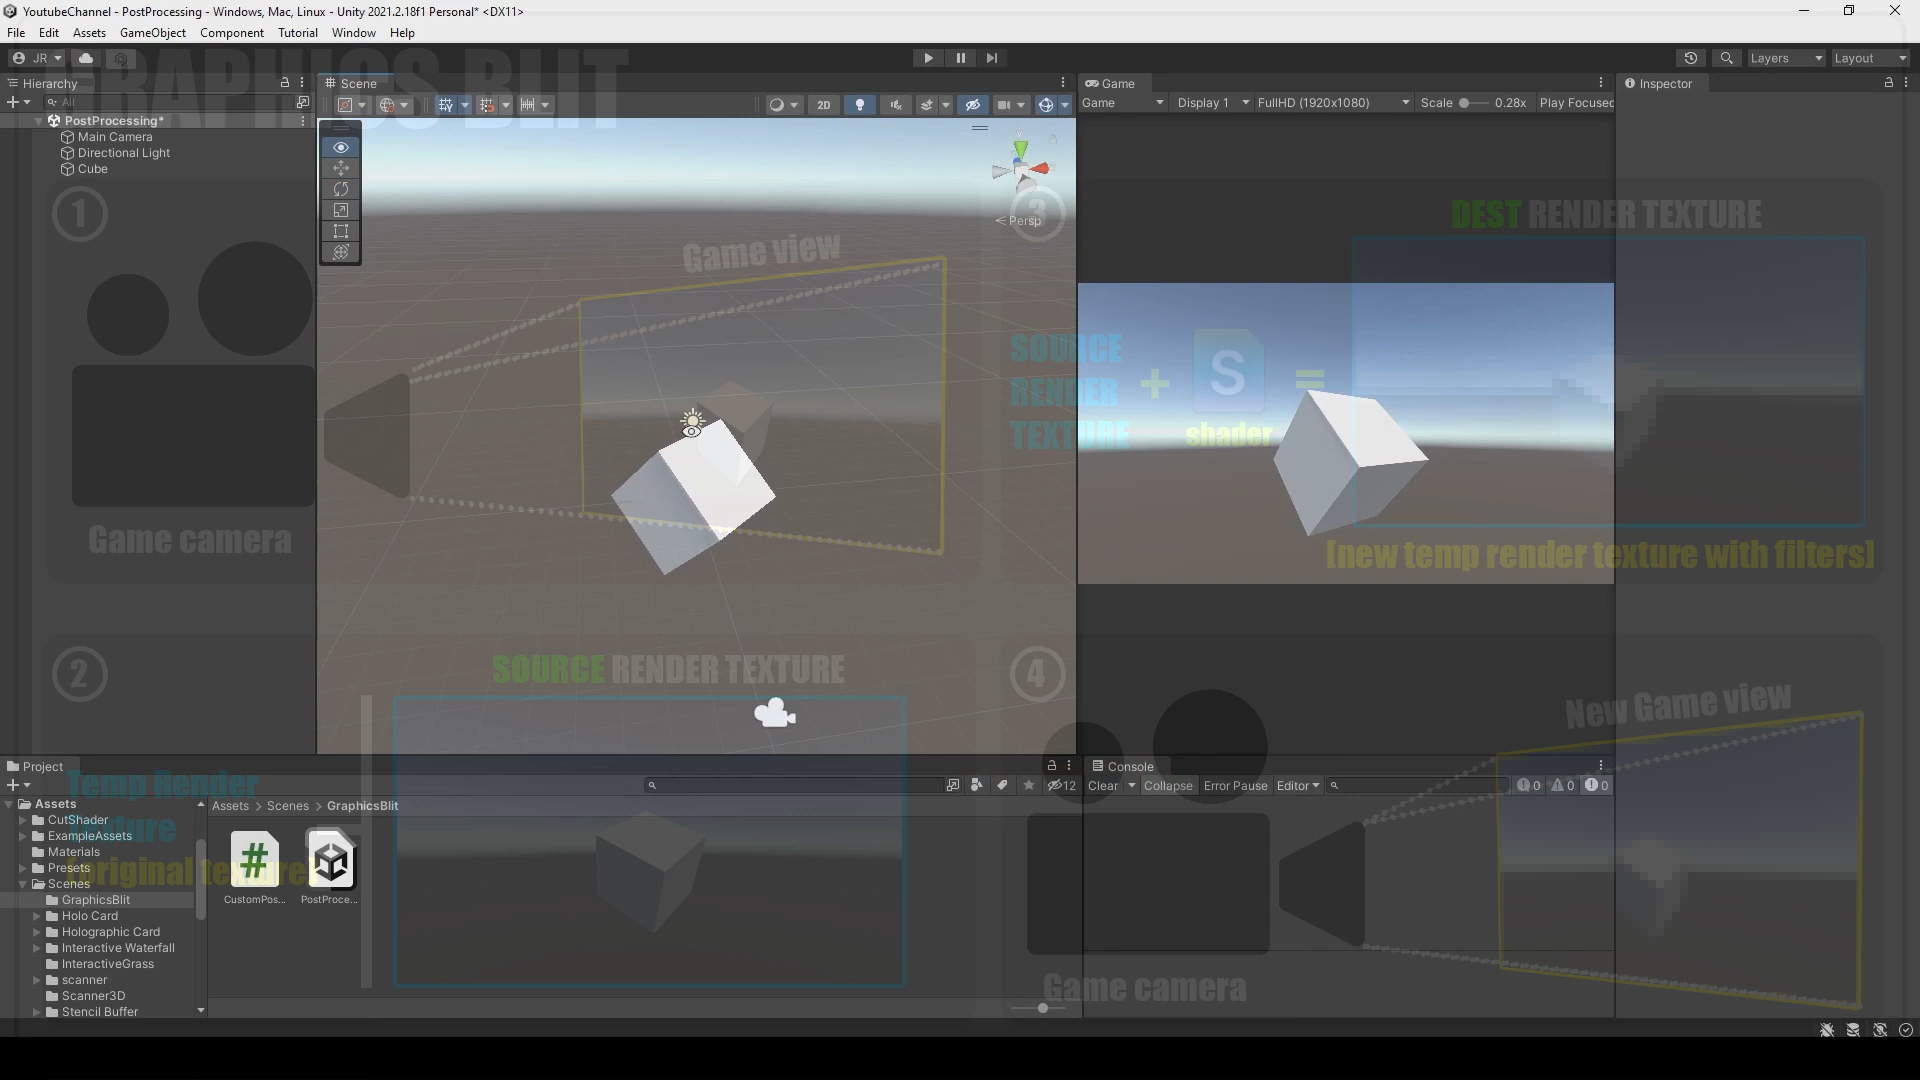 YoutubeChannel - PostProcessing - Windows, Mac, Linux - Unity 2021.2.18f1 Personal* <DX11>
File Edit Assets GameObject Component Tutorial Window Help
JR
Layers
Layout
GRAPHICS BLIT
Hierarchy
All
PostProcessing*
Main Camera
Directional Light
Cube
Scene
2D
Persp
Game
Game Display 1 FullHD (1920x1080) Scale 0.28x Play Focused
Inspector
1
Game view
Game camera
3
DEST RENDER TEXTURE
SOURCE
RENDER
TEXTURE
+
S
shader
=
[new temp render texture with filters]
2
SOURCE RENDER TEXTURE
Temp Render
Texture
[original texture]
4
New Game view
Game camera
Project
12
Assets
CutShader
ExampleAssets
Materials
Presets
Scenes
GraphicsBlit
Holo Card
Holographic Card
Interactive Waterfall
InteractiveGrass
scanner
Scanner3D
Stencil Buffer
Assets > Scenes > GraphicsBlit
#
CustomPos...
PostProce...
Console
Clear Collapse Error Pause Editor
0 0 0